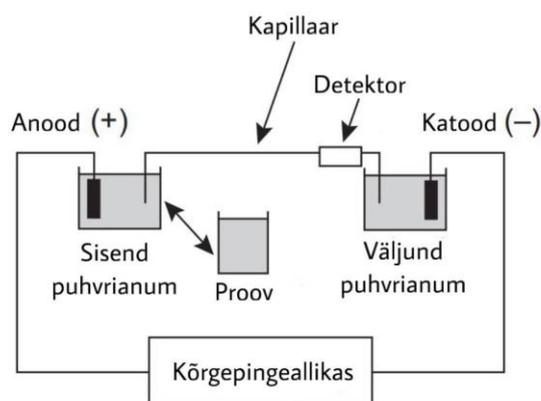 Kapillaar
Detektor
Anood (+)
Katood (–)
Sisend
puhvrianum
Proov
Väljund
puhvrianum
Kõrgepingeallikas